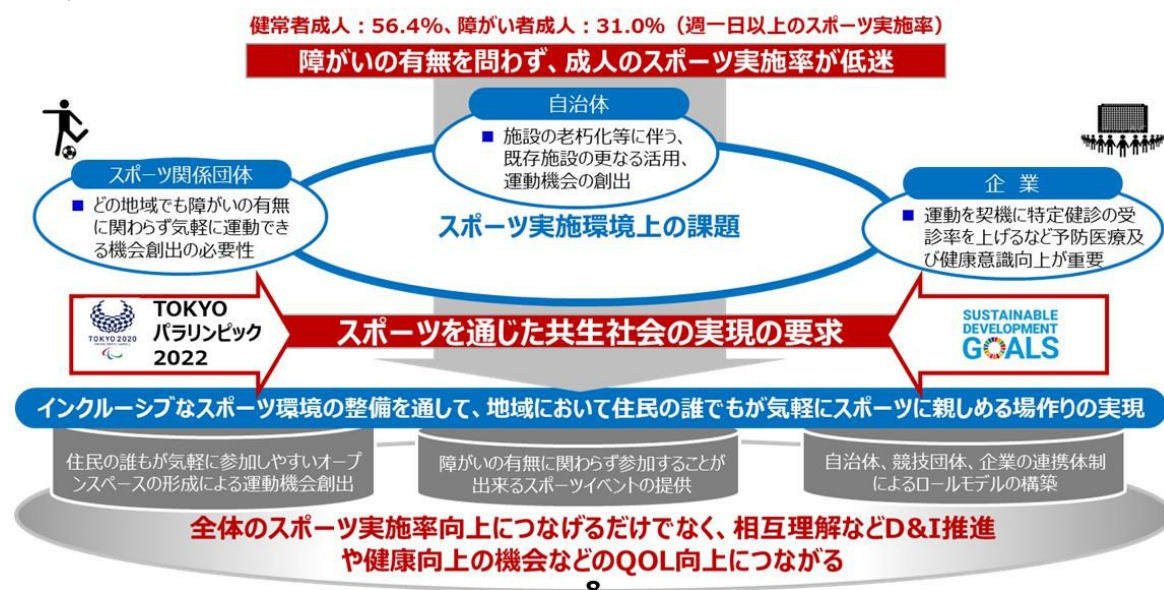 健常者成人：56.4%、障がい者成人：31.0%（週一日以上のスポーツ実施率）
障がいの有無を問わず、成人のスポーツ実施率が低迷
自治体
■ 施設の老朽化等に伴う、
既存施設の更なる活用、
運動機会の創出
スポーツ関係団体
■ どの地域でも障がいの有無
に関わらず気軽に運動でき
る機会創出の必要性
企 業
■ 運動を契機に特定健診の受
診率を上げるなど予防医療及
び健康意識向上が重要
スポーツ実施環境上の課題
TOKYO 2020
TOKYO
パラリンピック
2022
スポーツを通じた共生社会の実現の要求
SUSTAINABLE
DEVELOPMENT
GOALS
インクルーシブなスポーツ環境の整備を通して、地域において住民の誰でもが気軽にスポーツに親しめる場作りの実現
住民の誰もが気軽に参加しやすいオープ
ンスペースの形成による運動機会創出
障がいの有無に関わらず参加することが
出来るスポーツイベントの提供
自治体、競技団体、企業の連携体制
によるロールモデルの構築
全体のスポーツ実施率向上につなげるだけでなく、相互理解などD&I推進
や健康向上の機会などのQOL向上につながる
8